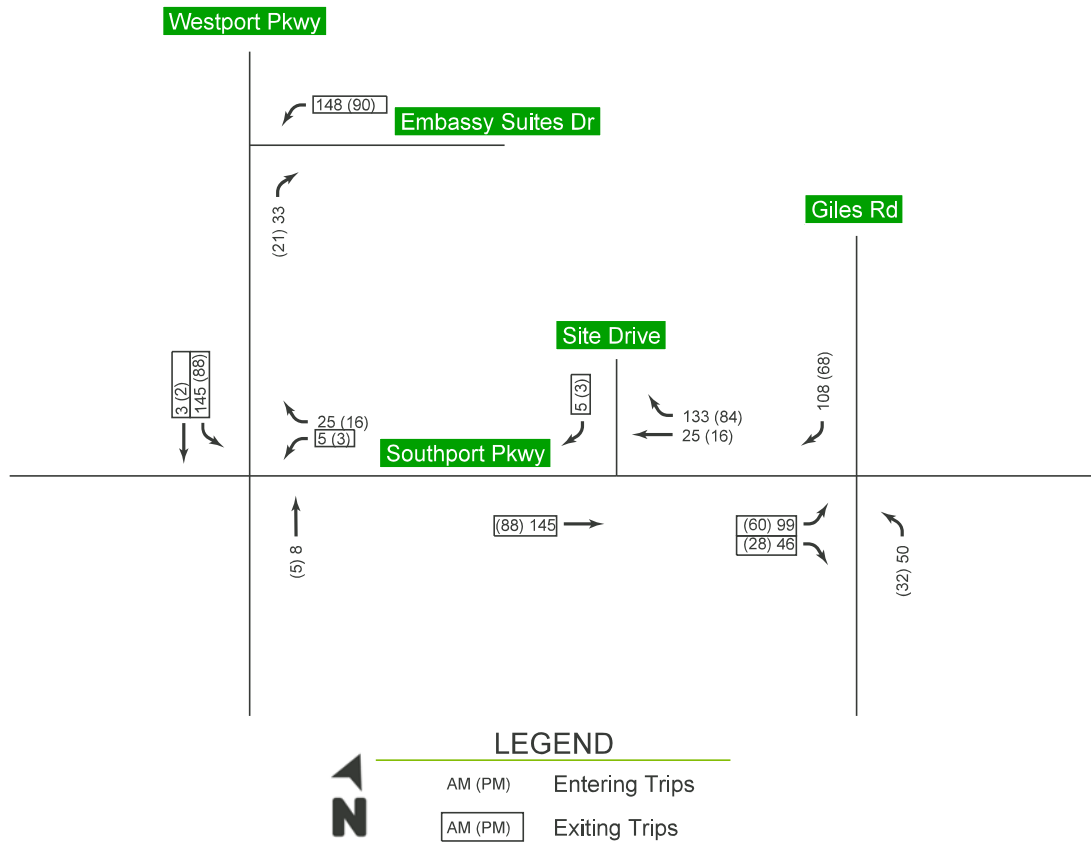 Westport Pkwy
148 (90)
Embassy Suites Dr
(21) 33
Giles Rd
Site Drive
3 (2)
145 (88)
5 (3)
108 (68)
133 (84)
25 (16)
25 (16)
5 (3)
Southport Pkwy
(88) 145
(60) 99
(28) 46
(5) 8
(32) 50
LEGEND
AM (PM) Entering Trips
N
AM (PM) Exiting Trips